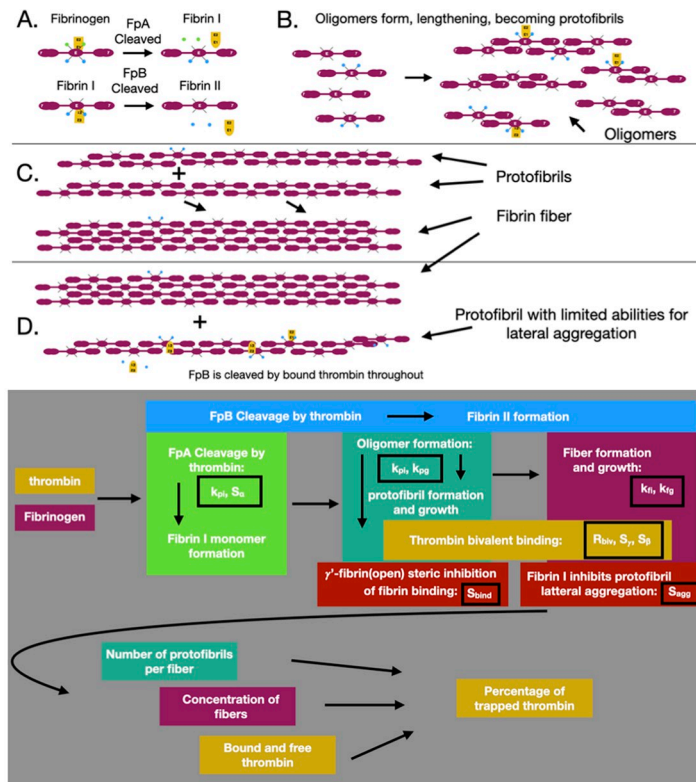 A.
Fibrinogen
FpA
Cleaved
Fibrin I
Fibrin I
FpB
Cleaved
Fibrin II
B.
Oligomers form, lengthening, becoming protofibrils
Oligomers
C.
+
Protofibrils
Fibrin fiber
D.
+
Protofibril with limited abilities for
lateral aggregation
FpB is cleaved by bound thrombin throughout
FpB Cleavage by thrombin
Fibrin II formation
thrombin
Fibrinogen
FpA Cleavage by
thrombin:
kpi, Sα
Fibrin I monomer
formation
Oligomer formation:
kpi, kpg
protofibril formation
and growth
Fiber formation
and growth:
kfi, kfg
Thrombin bivalent binding:
Rbiv, Sγ, Sβ
γ'-fibrin(open) steric inhibition
of fibrin binding: Sbind
Fibrin I inhibits protofibril
latteral aggregation: Sagg
Number of protofibrils
per fiber
Concentration of
fibers
Bound and free
thrombin
Percentage of
trapped thrombin